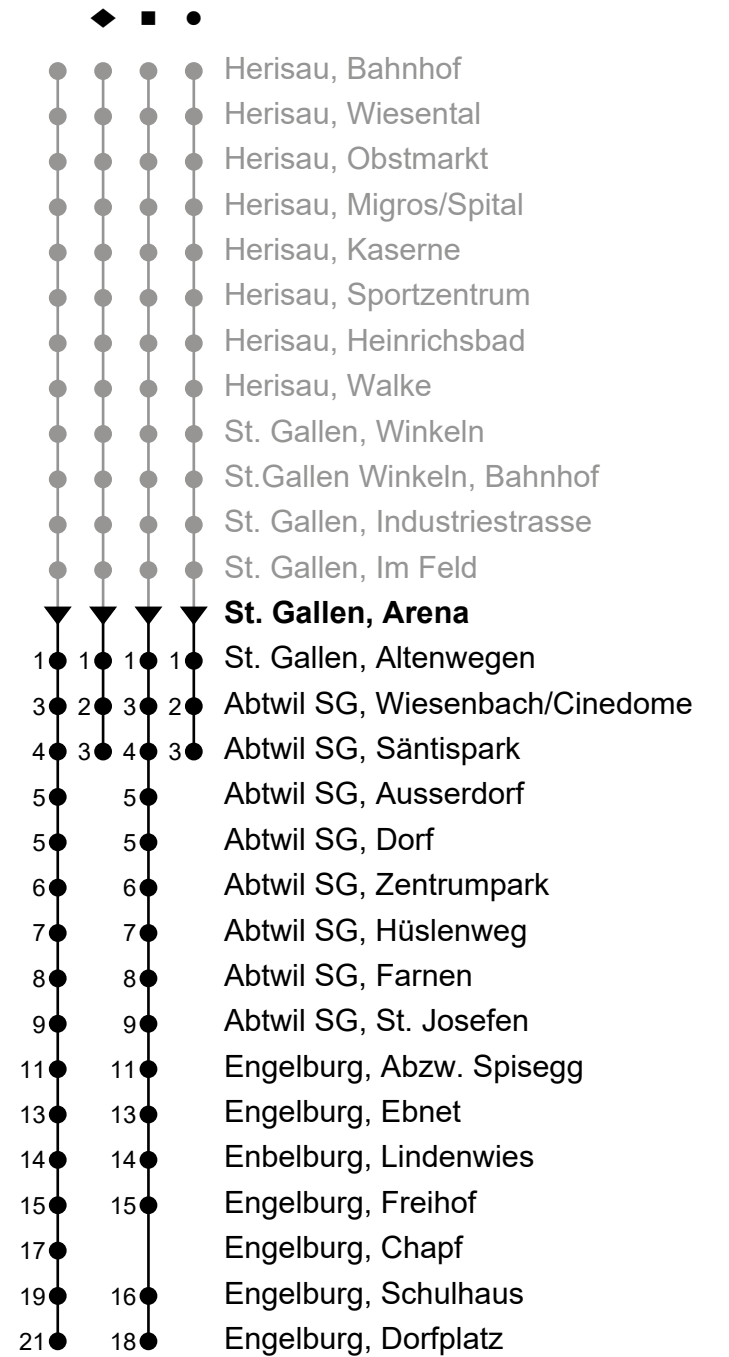 Herisau, Bahnhof
Herisau, Wiesental
Herisau, Obstmarkt
Herisau, Migros/Spital
Herisau, Kaserne
Herisau, Sportzentrum
Herisau, Heinrichsbad
Herisau, Walke
St. Gallen, Winkeln
St.Gallen Winkeln, Bahnhof
St. Gallen, Industriestrasse
St. Gallen, Im Feld
St. Gallen, Arena
1 1 1 1 St. Gallen, Altenwegen
3 2 3 2 Abtwil SG, Wiesenbach/Cinedome
4 3 4 3 Abtwil SG, Säntispark
5 5 Abtwil SG, Ausserdorf
5 5 Abtwil SG, Dorf
6 6 Abtwil SG, Zentrumpark
7 7 Abtwil SG, Hüslenweg
8 8 Abtwil SG, Farnen
9 9 Abtwil SG, St. Josefen
11 11 Engelburg, Abzw. Spisegg
13 13 Engelburg, Ebnet
14 14 Enbelburg, Lindenwies
15 15 Engelburg, Freihof
17 Engelburg, Chapf
19 16 Engelburg, Schulhaus
21 18 Engelburg, Dorfplatz